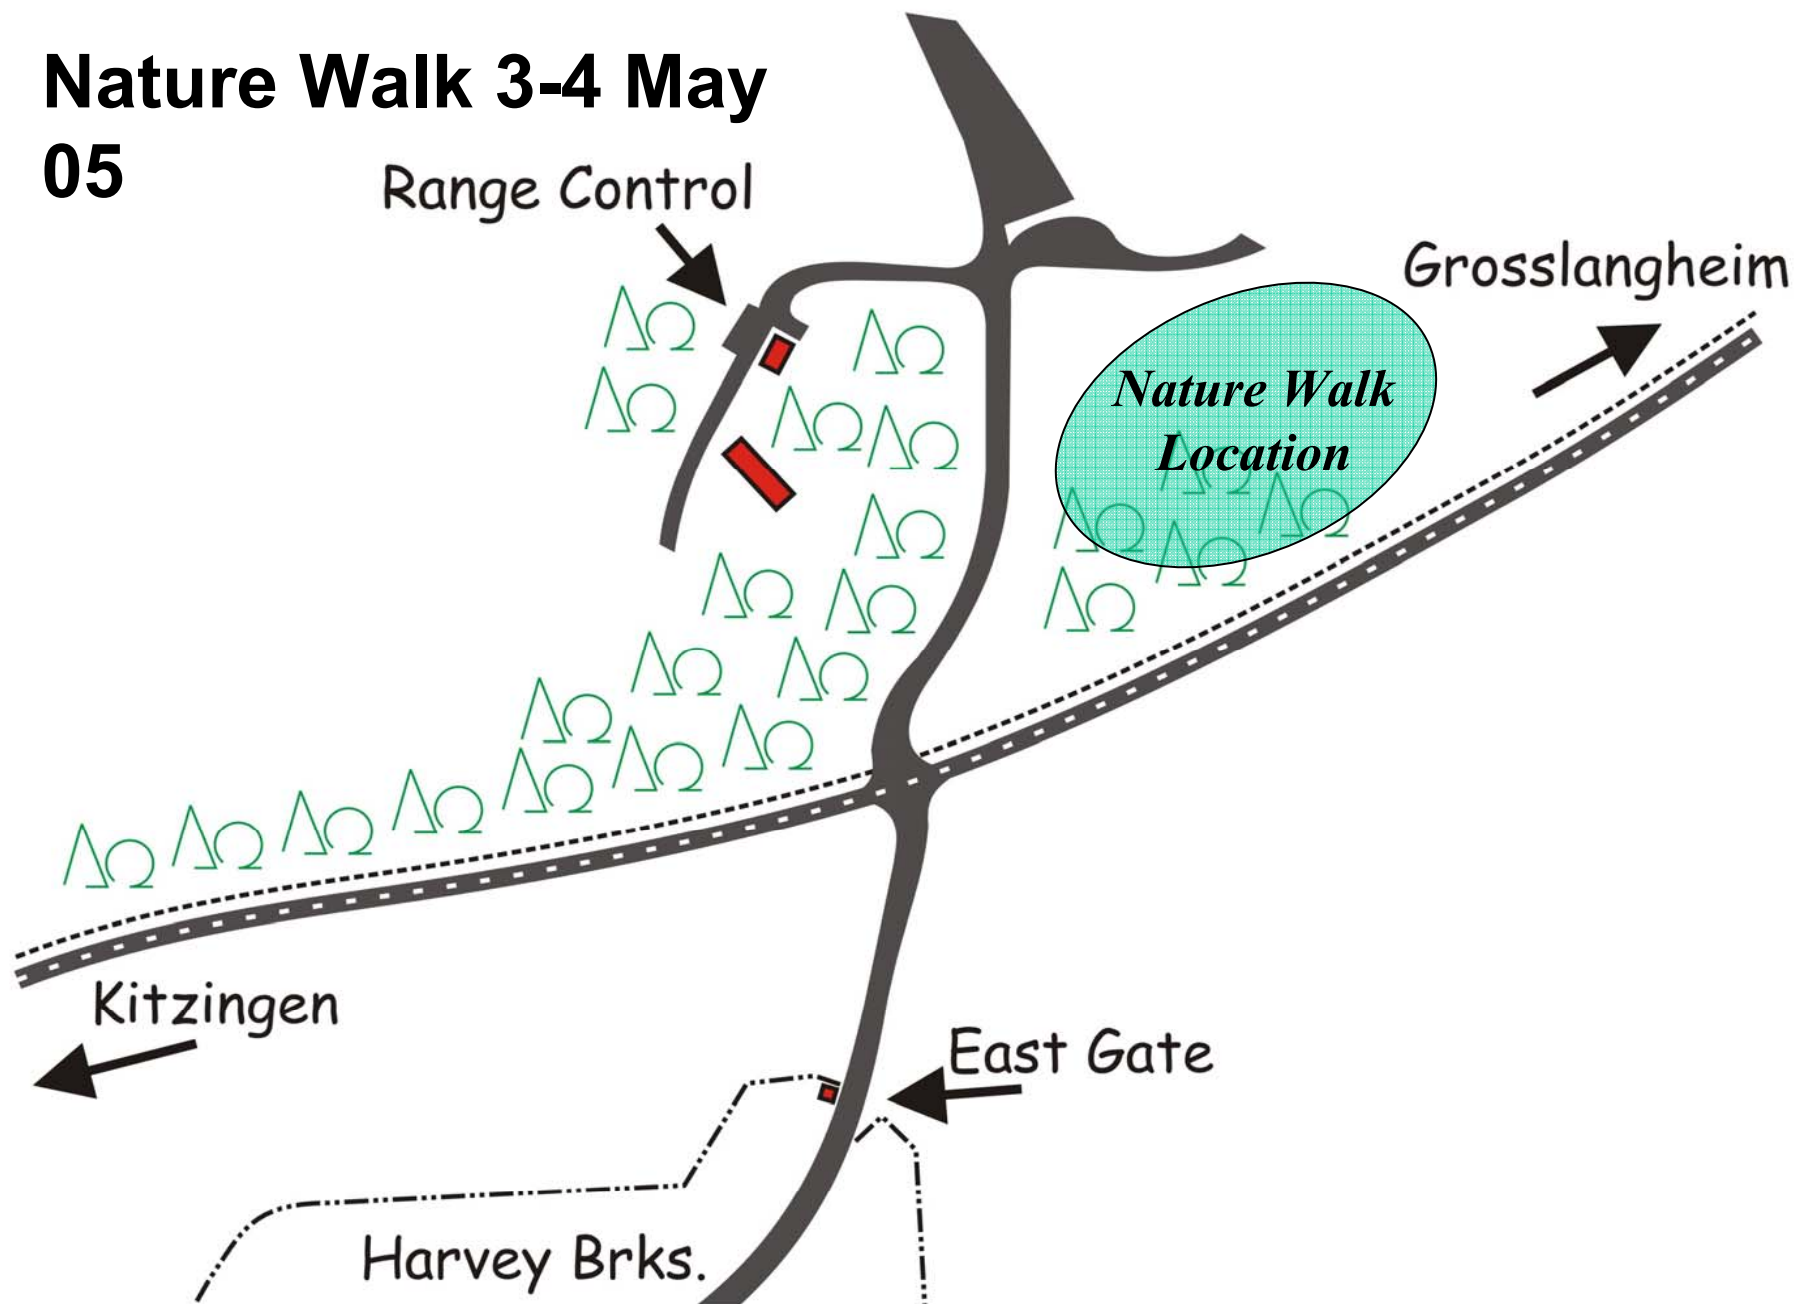 Nature Walk 3-4 May
05
Range Control
Grosslangheim
Nature Walk
Location
Kitzingen
East Gate
Harvey Brks.